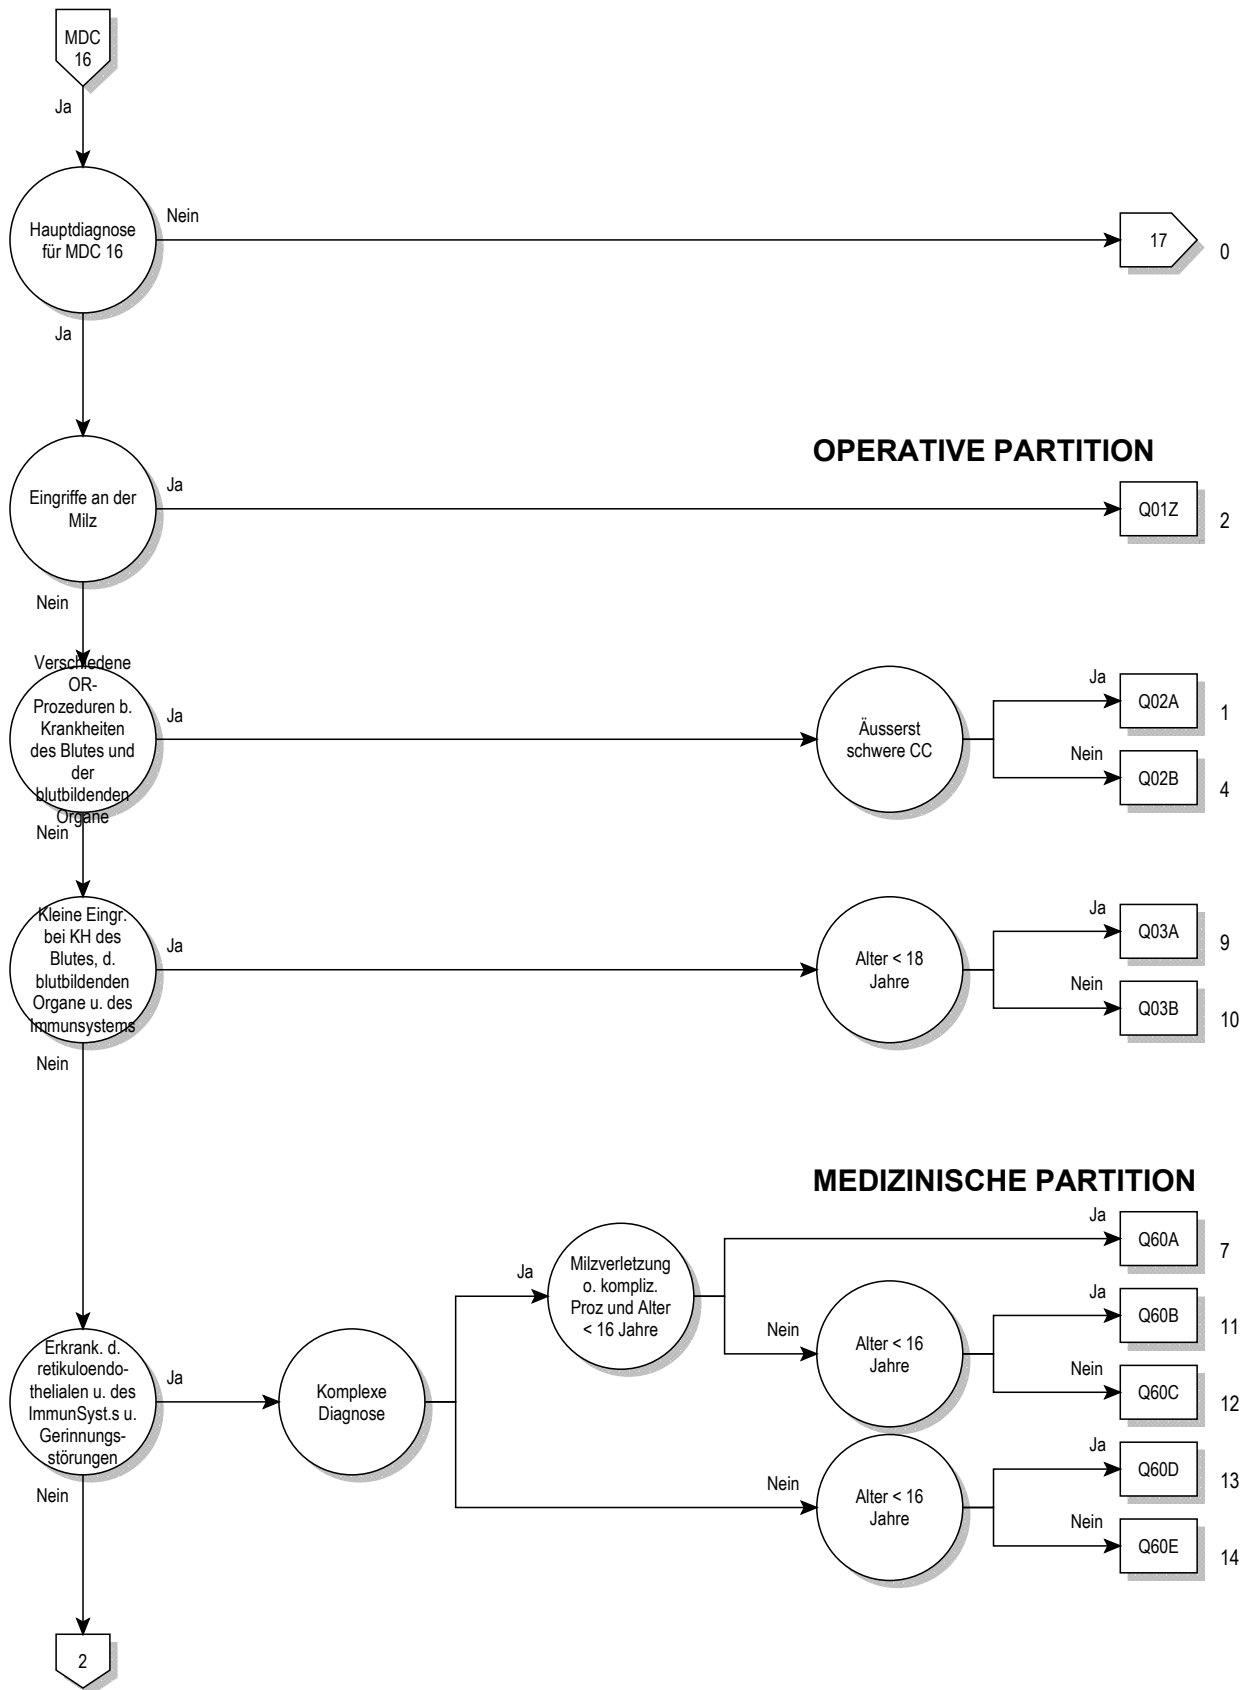 MDC
16
Ja
Hauptdiagnose
für MDC 16
Nein
17
0
Ja
OPERATIVE PARTITION
Eingriffe an der
Milz
Ja
Q01Z
2
Nein
Verschiedene
OR-
Prozeduren b.
Krankheiten
des Blutes und
der
blutbildenden
Organe
Ja
Äusserst
schwere CC
Ja
Q02A
1
Nein
Q02B
4
Nein
Kleine Eingr.
bei KH des
Blutes, d.
blutbildenden
Organe u. des
Immunsystems
Ja
Alter < 18
Jahre
Ja
Q03A
9
Nein
Q03B
10
Nein
MEDIZINISCHE PARTITION
Erkrank. d.
retikuloendo-
thelialen u. des
ImmunSyst.s u.
Gerinnungs-
störungen
Ja
Komplexe
Diagnose
Ja
Milzverletzung
o. kompliz.
Proz und Alter
< 16 Jahre
Ja
Q60A
7
Nein
Alter < 16
Jahre
Ja
Q60B
11
Nein
Q60C
12
Nein
Alter < 16
Jahre
Ja
Q60D
13
Nein
Q60E
14
Nein
2